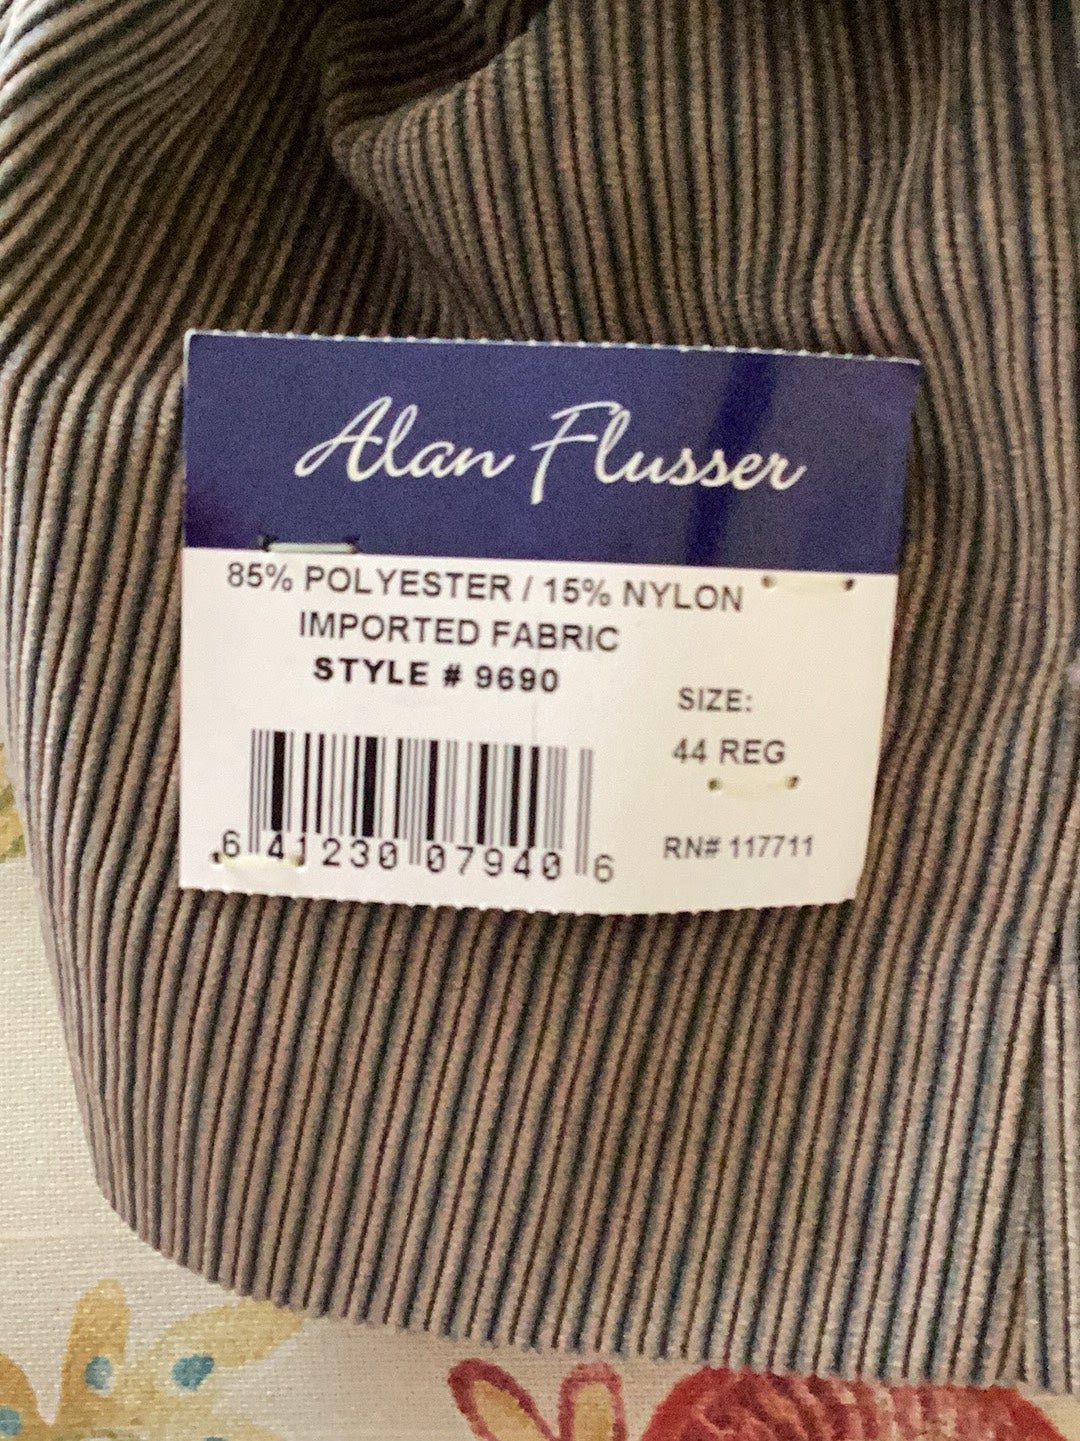 Alan Flusser
85% POLYESTER / 15% NYLON
IMPORTED FABRIC
STYLE # 9690
SIZE:
44 REG
6 41230 07940 6
RN# 117711